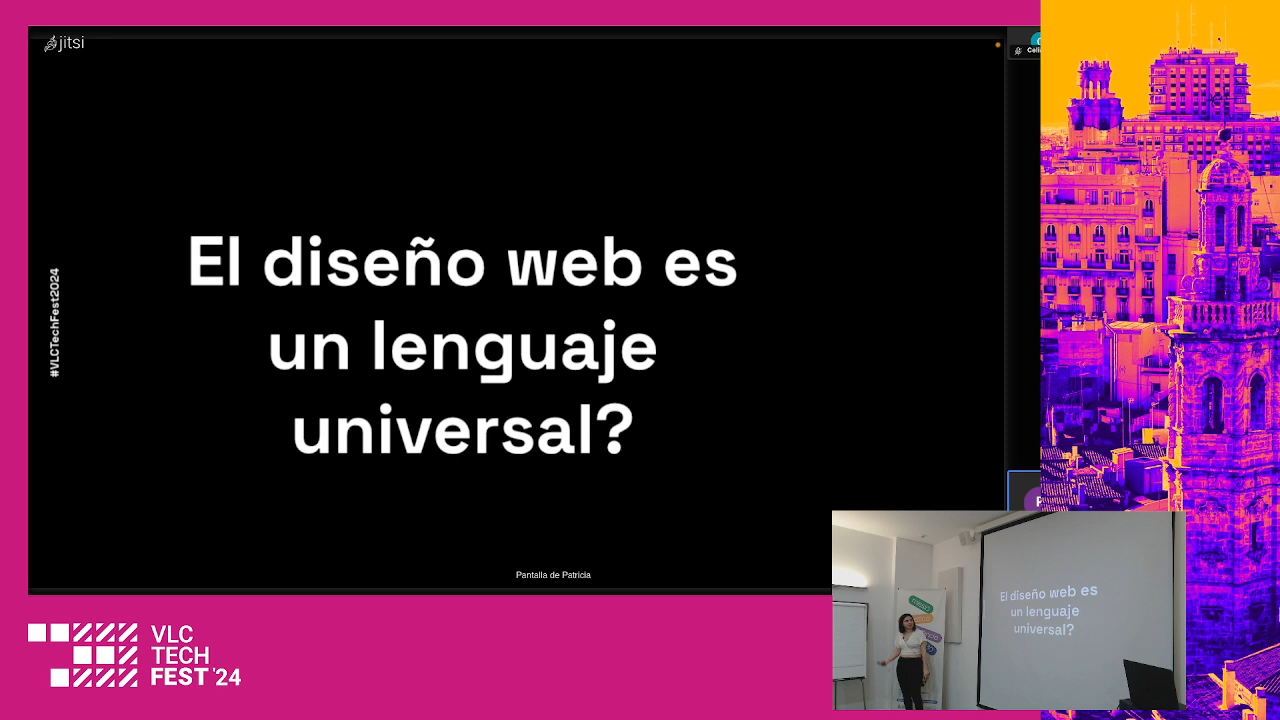 jitsi
#VLCTechFest2024
El diseño web es
un lenguaje
universal?
Pantalla de Patricia
VLC
TECH
FEST '24
El diseño web es
un lenguaje
universal?